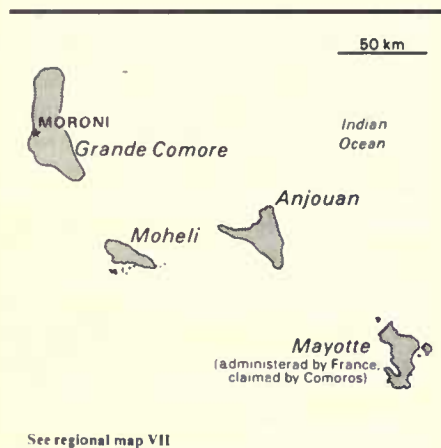 50 km
MORONI
Indian
Ocean
Grande Comore
Anjouan
Moheli
Mayotte
(administered by France,
claimed by Comoros)
See regional map VII